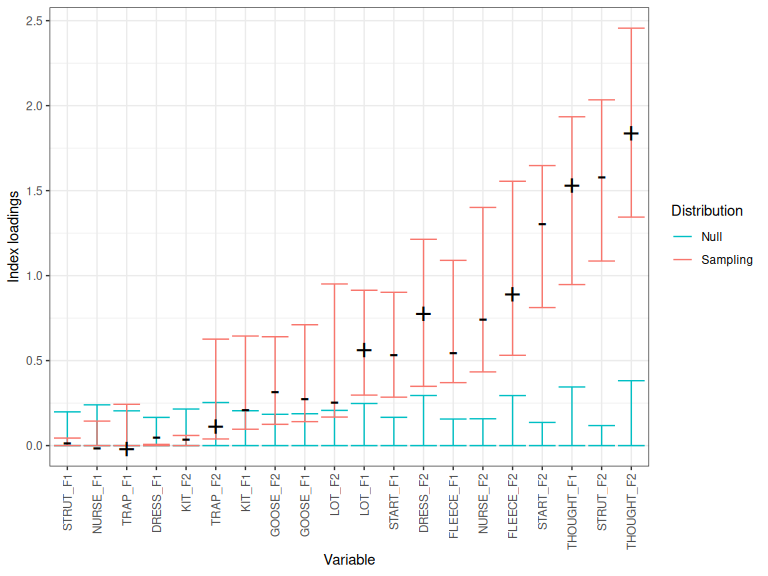 2.5
2.0
1.5
1.0
0.5
0.0
Index loadings
STRUT_F1
NURSE_F1
TRAP_F1
DRESS_F1
KIT_F2
TRAP_F2
KIT_F1
GOOSE_F2
GOOSE_F1
LOT_F2
LOT_F1
START_F1
DRESS_F2
FLEECE_F1
NURSE_F2
FLEECE_F2
START_F2
THOUGHT_F1
STRUT_F2
THOUGHT_F2
Variable
Distribution
Null
Sampling